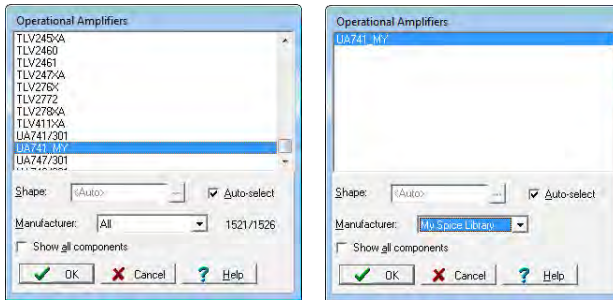 Operational Amplifiers
TLV245XA
TLV2460
TLV2461
TLV247XA
TLV276X
TLV2772
TLV278XA
TLV411XA
UA741/301
UA741_MY
UA747/301
Shape: <Auto> ... Auto-select
Manufacturer: All 1521/1526
Show all components
OK Cancel ? Help
Operational Amplifiers
UA741_MY
Shape: <Auto> ... Auto-select
Manufacturer: My Spice Library
Show all components
OK Cancel ? Help